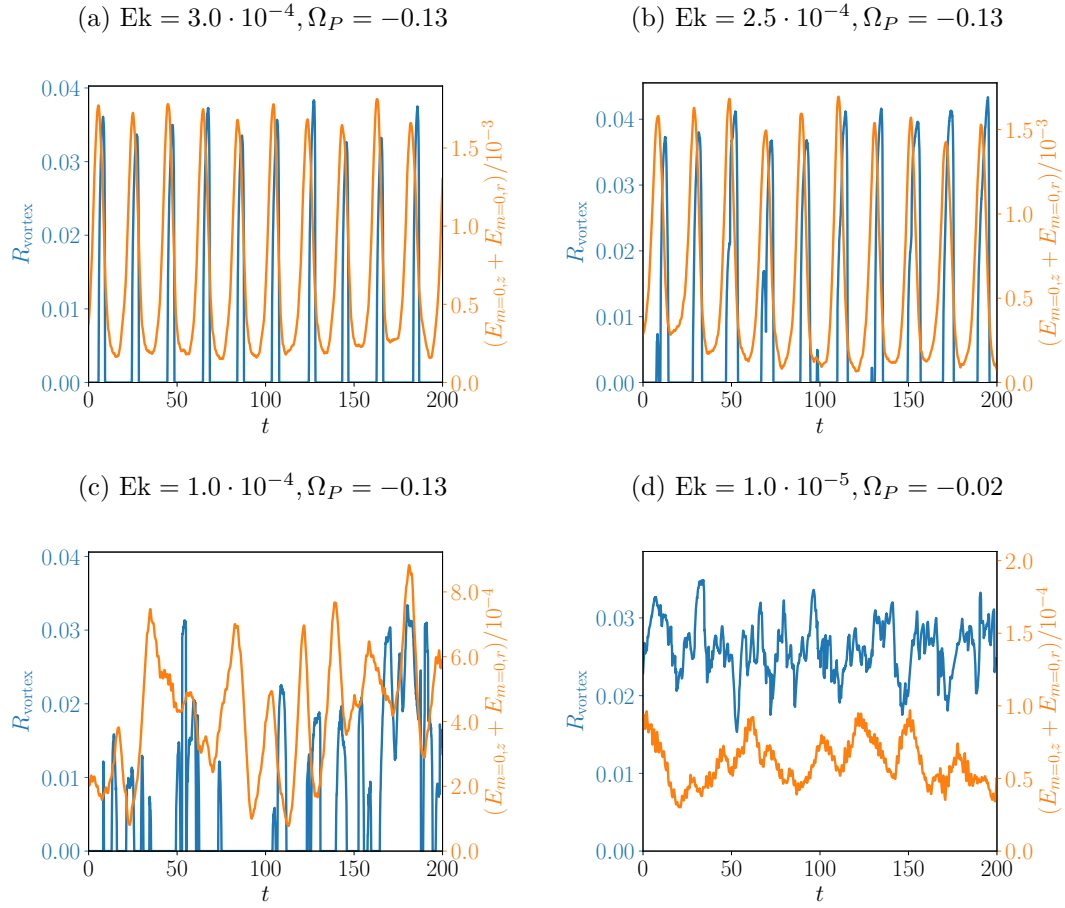 (a) Ek = 3.0 · 10⁻⁴, Ω_P = −0.13
0.04
0.03
0.02
0.01
0.00
R_vortex
1.5
1.0
0.5
0.0
(E_{m=0,z} + E_{m=0,r})/10⁻³
0 50 100 150 200
t
(b) Ek = 2.5 · 10⁻⁴, Ω_P = −0.13
0.04
0.03
0.02
0.01
0.00
R_vortex
1.5
1.0
0.5
0.0
(E_{m=0,z} + E_{m=0,r})/10⁻³
0 50 100 150 200
t
(c) Ek = 1.0 · 10⁻⁴, Ω_P = −0.13
0.04
0.03
0.02
0.01
0.00
R_vortex
8.0
6.0
4.0
2.0
0.0
(E_{m=0,z} + E_{m=0,r})/10⁻⁴
0 50 100 150 200
t
(d) Ek = 1.0 · 10⁻⁵, Ω_P = −0.02
0.03
0.02
0.01
0.00
R_vortex
2.0
1.5
1.0
0.5
0.0
(E_{m=0,z} + E_{m=0,r})/10⁻⁴
0 50 100 150 200
t